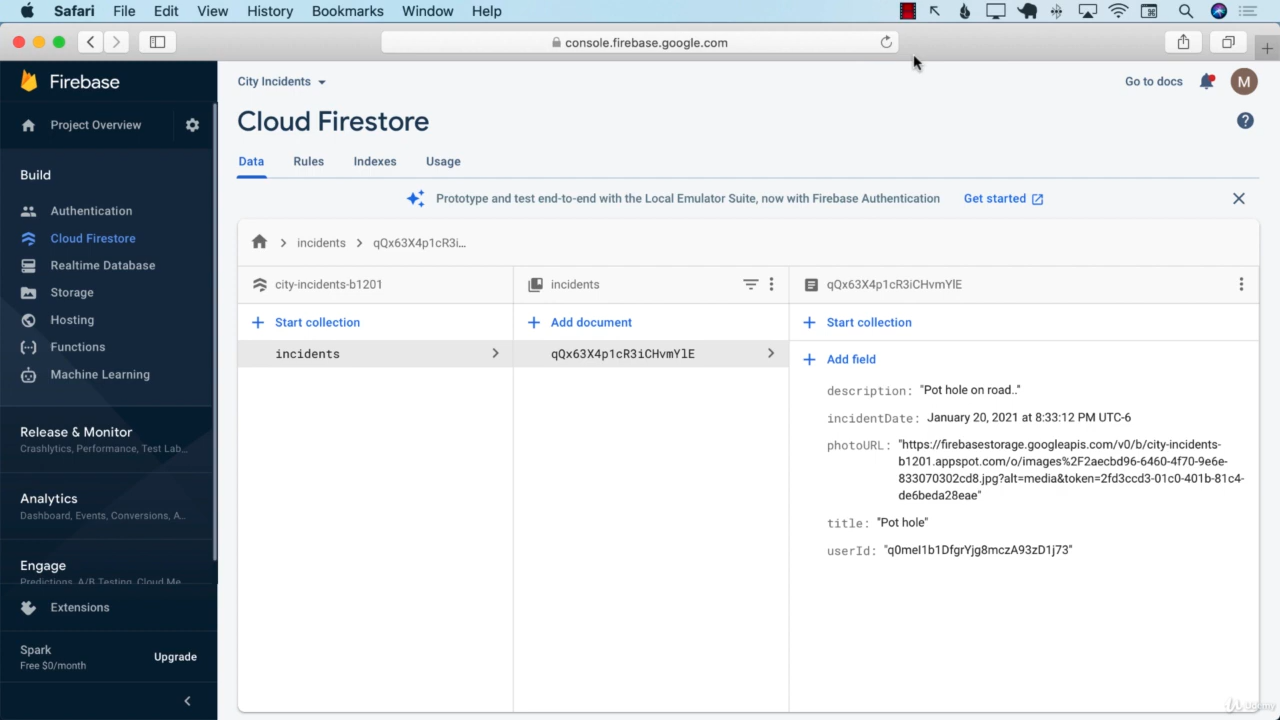 Safari File Edit View History Bookmarks Window Help
console.firebase.google.com
Firebase
Project Overview
Build
Authentication
Cloud Firestore
Realtime Database
Storage
Hosting
Functions
Machine Learning
Release & Monitor
Crashlytics, Performance, Test Lab...
Analytics
Dashboard, Events, Conversions, A...
Engage
Predictions, A/B Testing, Cloud Me
Extensions
Spark
Free $0/month
Upgrade
City Incidents
Go to docs
M
Cloud Firestore
Data Rules Indexes Usage
Prototype and test end-to-end with the Local Emulator Suite, now with Firebase Authentication Get started
incidents qQx63X4p1cR3i...
city-incidents-b1201
Start collection
incidents
incidents
Add document
qQx63X4p1cR3iCHvmYlE
qQx63X4p1cR3iCHvmYlE
Start collection
Add field
description: "Pot hole on road.."
incidentDate: January 20, 2021 at 8:33:12 PM UTC-6
photoURL: "https://firebasestorage.googleapis.com/v0/b/city-incidents-
b1201.appspot.com/o/images%2F2aecbd96-6460-4f70-9e6e-
833070302cd8.jpg?alt=media&token=2fd3ccd3-01c0-401b-81c4-
de6beda28eae"
title: "Pot hole"
userId: "q0meI1b1DfgrYjg8mczA93zD1j73"
Udemy